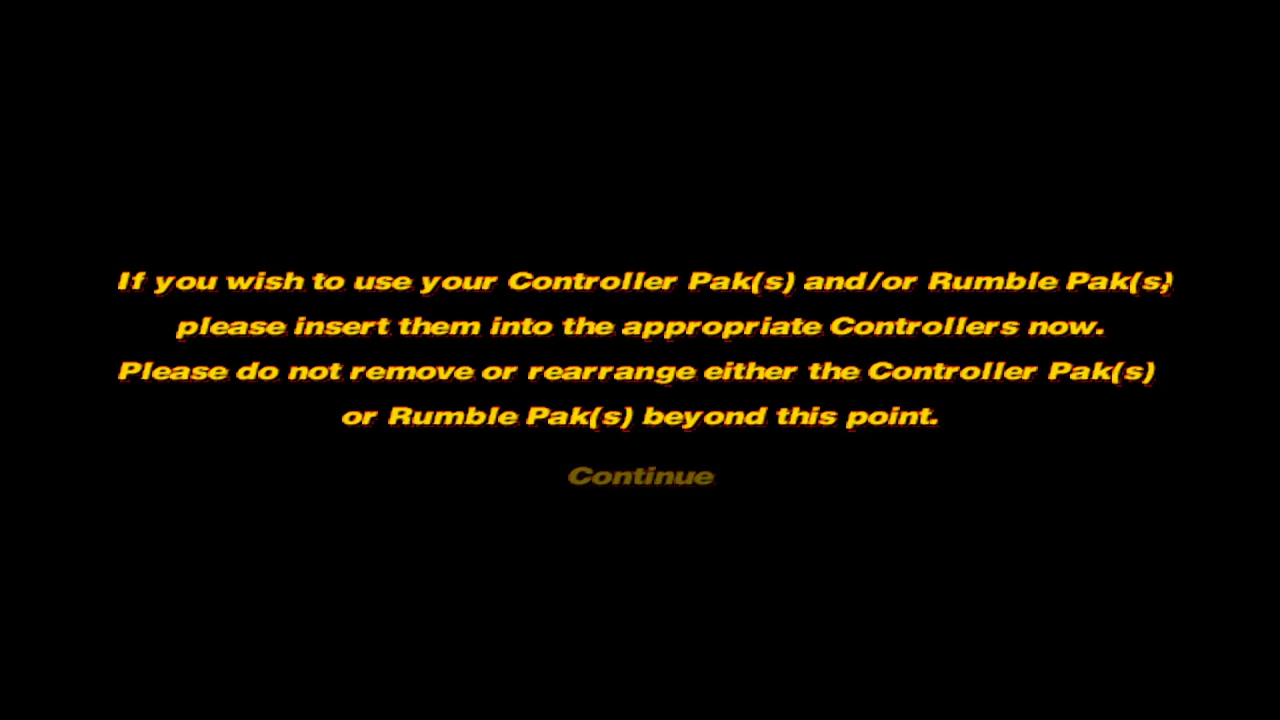 If you wish to use your Controller Pak(s) and/or Rumble Pak(s),
please insert them into the appropriate Controllers now.
Please do not remove or rearrange either the Controller Pak(s)
or Rumble Pak(s) beyond this point.
Continue